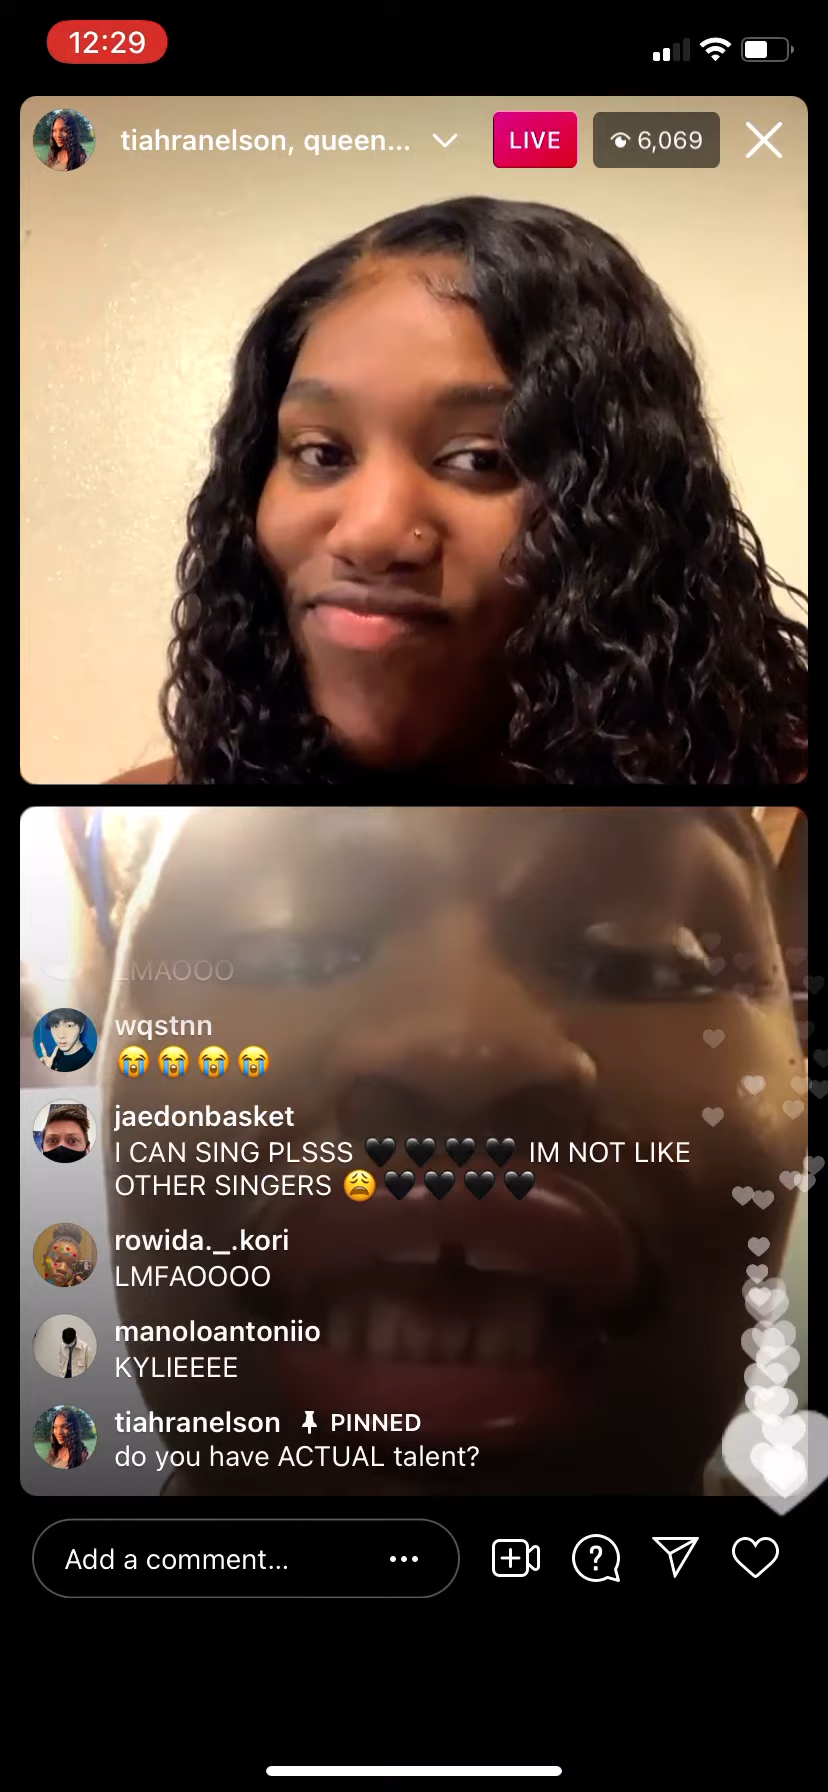 12:29
tiahranelson, queen...
LIVE
6,069
LMAOOO
wqstnn
😭😭😭😭
jaedonbasket
I CAN SING PLSSS 🖤🖤🖤🖤 IM NOT LIKE
OTHER SINGERS 😩🖤🖤🖤🖤
rowida._.kori
LMFAOOOO
manoloantoniio
KYLIEEEE
tiahranelson PINNED
do you have ACTUAL talent?
Add a comment...